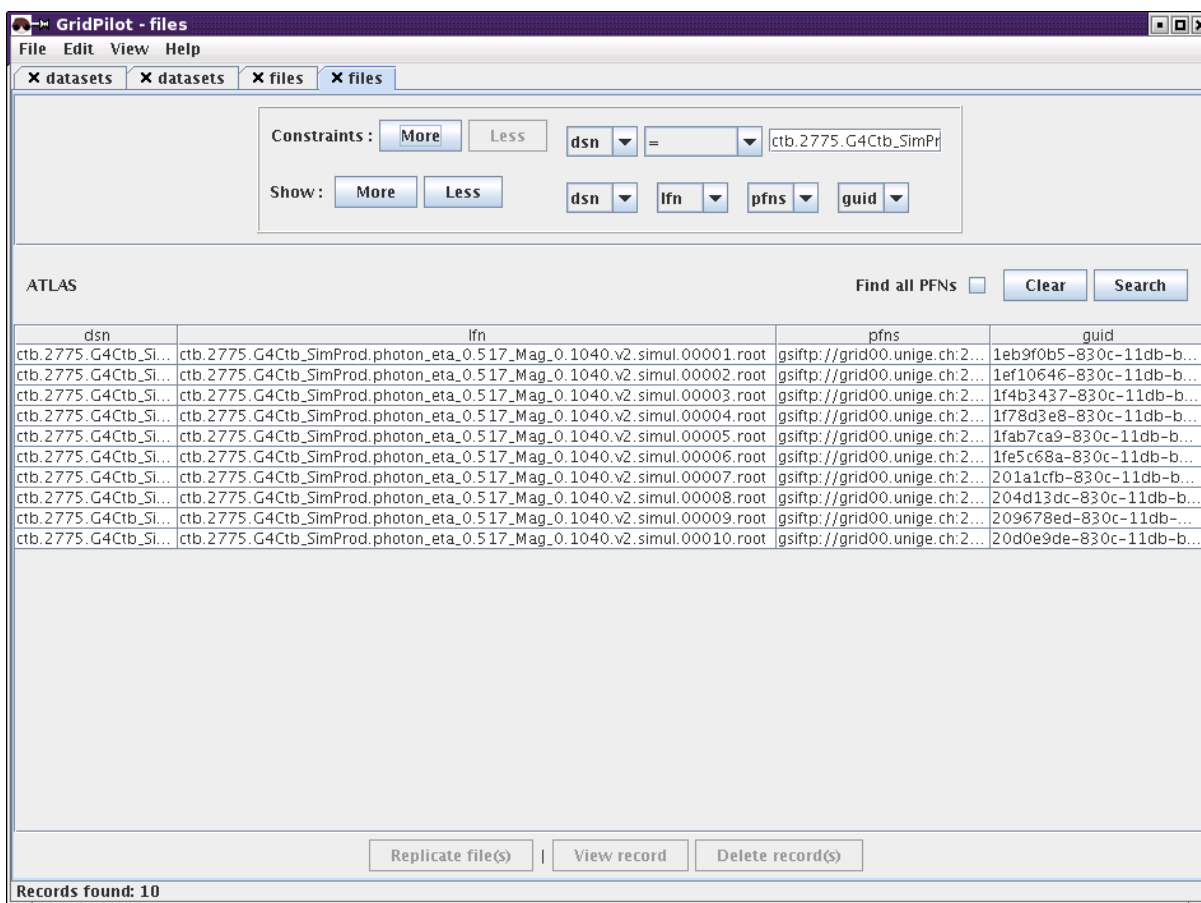 GridPilot - files
File Edit View Help
datasets datasets files files
Constraints : More Less dsn = ctb.2775.G4Ctb_SimPr
Show : More Less dsn lfn pfns guid
ATLAS Find all PFNs Clear Search
dsn lfn pfns guid
ctb.2775.G4Ctb_Si... ctb.2775.G4Ctb_SimProd.photon_eta_0.517_Mag_0.1040.v2.simul.00001.root gsiftp://grid00.unige.ch:2... 1eb9f0b5-830c-11db-b...
ctb.2775.G4Ctb_Si... ctb.2775.G4Ctb_SimProd.photon_eta_0.517_Mag_0.1040.v2.simul.00002.root gsiftp://grid00.unige.ch:2... 1ef10646-830c-11db-b...
ctb.2775.G4Ctb_Si... ctb.2775.G4Ctb_SimProd.photon_eta_0.517_Mag_0.1040.v2.simul.00003.root gsiftp://grid00.unige.ch:2... 1f4b3437-830c-11db-b...
ctb.2775.G4Ctb_Si... ctb.2775.G4Ctb_SimProd.photon_eta_0.517_Mag_0.1040.v2.simul.00004.root gsiftp://grid00.unige.ch:2... 1f78d3e8-830c-11db-b...
ctb.2775.G4Ctb_Si... ctb.2775.G4Ctb_SimProd.photon_eta_0.517_Mag_0.1040.v2.simul.00005.root gsiftp://grid00.unige.ch:2... 1fab7ca9-830c-11db-b...
ctb.2775.G4Ctb_Si... ctb.2775.G4Ctb_SimProd.photon_eta_0.517_Mag_0.1040.v2.simul.00006.root gsiftp://grid00.unige.ch:2... 1fe5c68a-830c-11db-b...
ctb.2775.G4Ctb_Si... ctb.2775.G4Ctb_SimProd.photon_eta_0.517_Mag_0.1040.v2.simul.00007.root gsiftp://grid00.unige.ch:2... 201a1cfb-830c-11db-b...
ctb.2775.G4Ctb_Si... ctb.2775.G4Ctb_SimProd.photon_eta_0.517_Mag_0.1040.v2.simul.00008.root gsiftp://grid00.unige.ch:2... 204d13dc-830c-11db-b...
ctb.2775.G4Ctb_Si... ctb.2775.G4Ctb_SimProd.photon_eta_0.517_Mag_0.1040.v2.simul.00009.root gsiftp://grid00.unige.ch:2... 209678ed-830c-11db-...
ctb.2775.G4Ctb_Si... ctb.2775.G4Ctb_SimProd.photon_eta_0.517_Mag_0.1040.v2.simul.00010.root gsiftp://grid00.unige.ch:2... 20d0e9de-830c-11db-b...
Replicate file(s) | View record Delete record(s)
Records found: 10